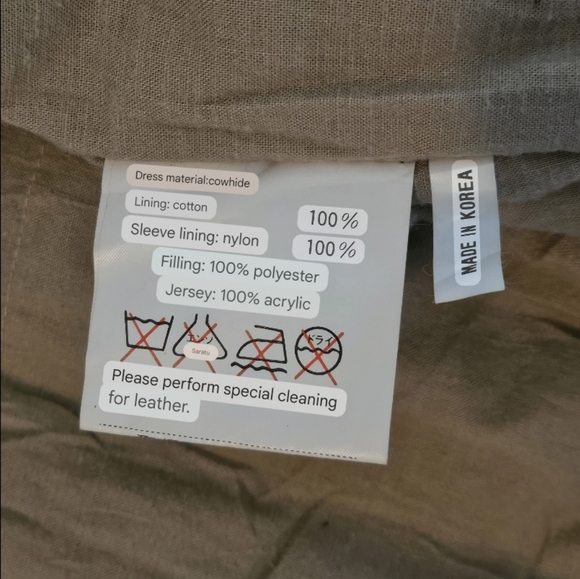 Dress material:cowhide
Lining: cotton 100%
Sleeve lining: nylon 100%
Filling: 100% polyester
Jersey: 100% acrylic
エンソ
Sarašu
ドライ
Please perform special cleaning
for leather.
MADE IN KOREA